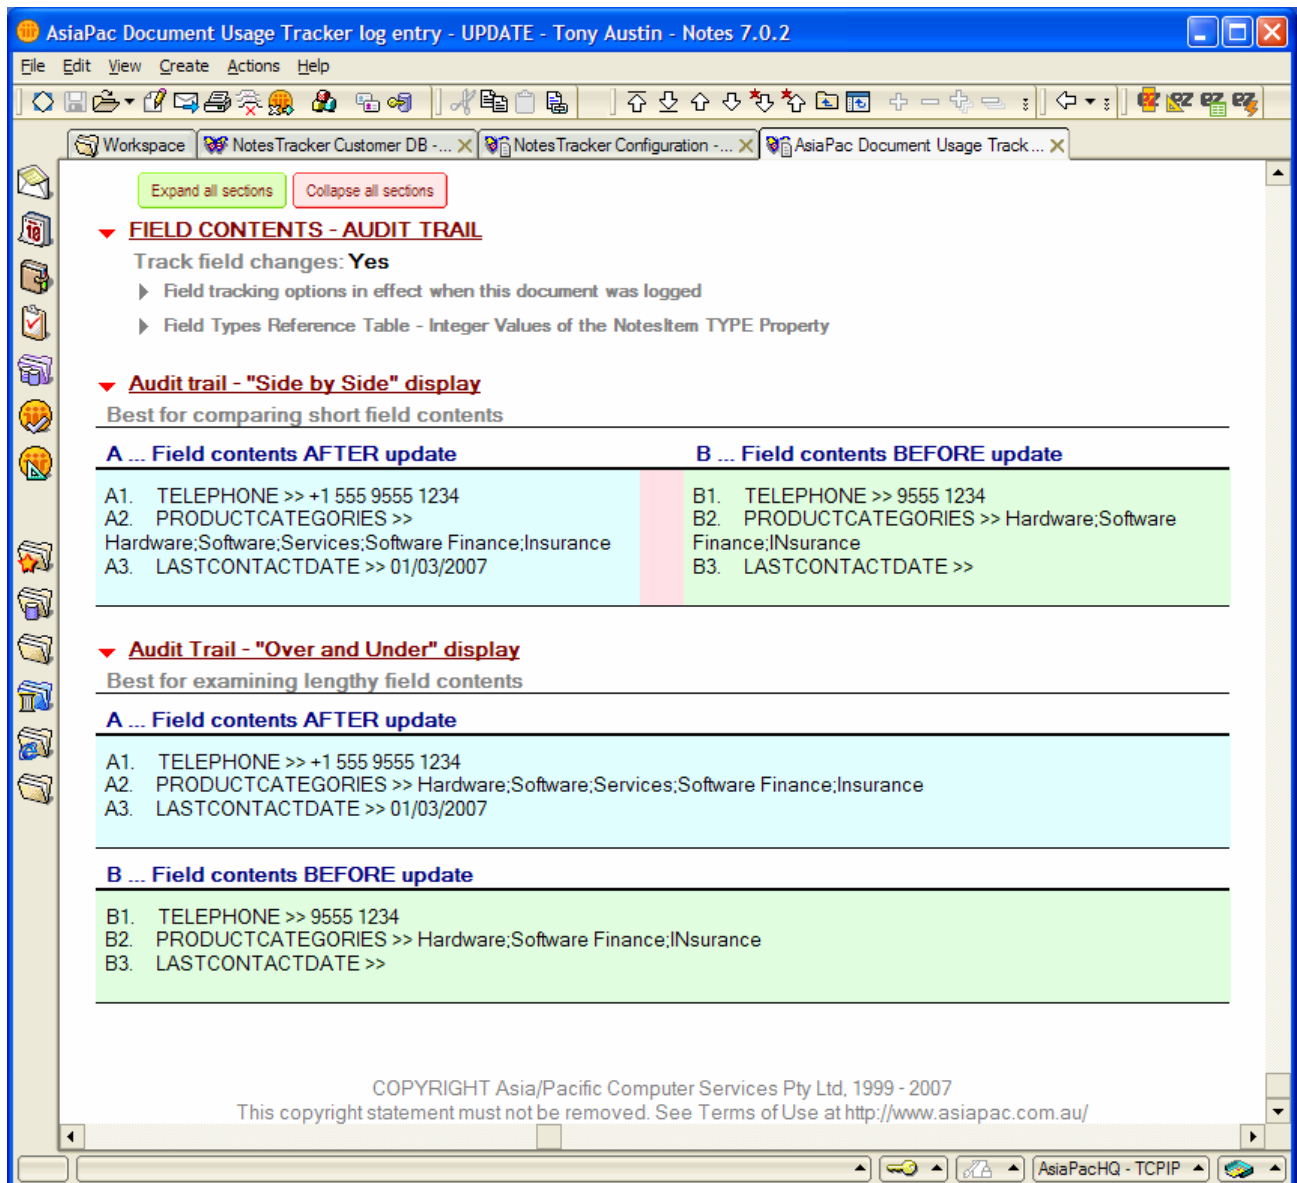 AsiaPac Document Usage Tracker log entry - UPDATE - Tony Austin - Notes 7.0.2
File Edit View Create Actions Help
Workspace NotesTracker Customer DB -... NotesTracker Configuration -... AsiaPac Document Usage Track...
Expand all sections Collapse all sections
FIELD CONTENTS - AUDIT TRAIL
Track field changes: Yes
Field tracking options in effect when this document was logged
Field Types Reference Table - Integer Values of the NotesItem TYPE Property
Audit trail - "Side by Side" display
Best for comparing short field contents
A ... Field contents AFTER update
A1. TELEPHONE >> +1 555 9555 1234
A2. PRODUCTCATEGORIES >>
Hardware;Software;Services;Software Finance;Insurance
A3. LASTCONTACTDATE >> 01/03/2007
B ... Field contents BEFORE update
B1. TELEPHONE >> 9555 1234
B2. PRODUCTCATEGORIES >> Hardware;Software
Finance;INsurance
B3. LASTCONTACTDATE >>
Audit Trail - "Over and Under" display
Best for examining lengthy field contents
A ... Field contents AFTER update
A1. TELEPHONE >> +1 555 9555 1234
A2. PRODUCTCATEGORIES >> Hardware;Software;Services;Software Finance;Insurance
A3. LASTCONTACTDATE >> 01/03/2007
B ... Field contents BEFORE update
B1. TELEPHONE >> 9555 1234
B2. PRODUCTCATEGORIES >> Hardware;Software Finance;INsurance
B3. LASTCONTACTDATE >>
COPYRIGHT Asia/Pacific Computer Services Pty Ltd, 1999 - 2007
This copyright statement must not be removed. See Terms of Use at http://www.asiapac.com.au/
AsiaPacHQ - TCPIP